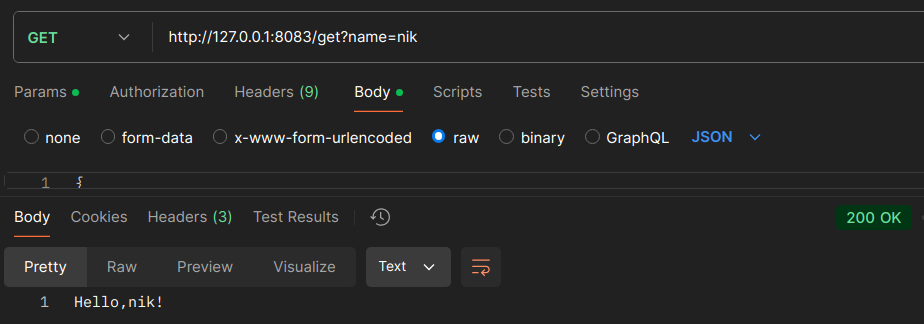 GET http://127.0.0.1:8083/get?name=nik
Params Authorization Headers (9) Body Scripts Tests Settings
none form-data x-www-form-urlencoded raw binary GraphQL JSON
1 {
Body Cookies Headers (3) Test Results 200 OK
Pretty Raw Preview Visualize Text
1 Hello,nik!